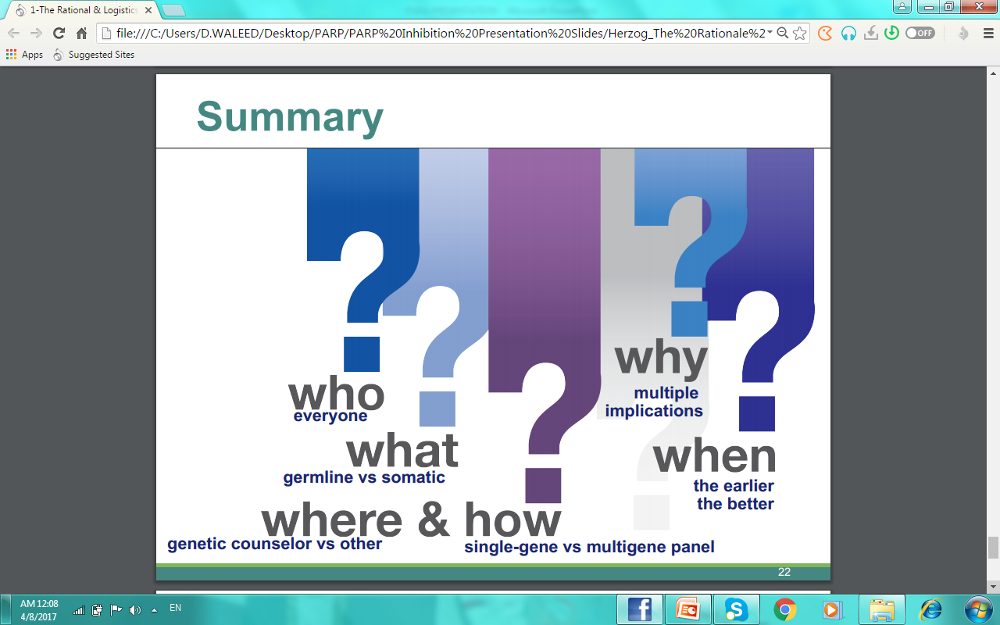 1-The Rational & Logistics
file:///C:/Users/D.WALEED/Desktop/PARP/PARP%20Inhibition%20Presentation%20Slides/Herzog_The%20Rationale%2
OFF
Apps
Suggested Sites
Summary
?
?
?
?
?
?
who
everyone
what
germline vs somatic
where & how
genetic counselor vs other
single-gene vs multigene panel
why
multiple
implications
when
the earlier
the better
22
AM 12:08
4/8/2017
EN